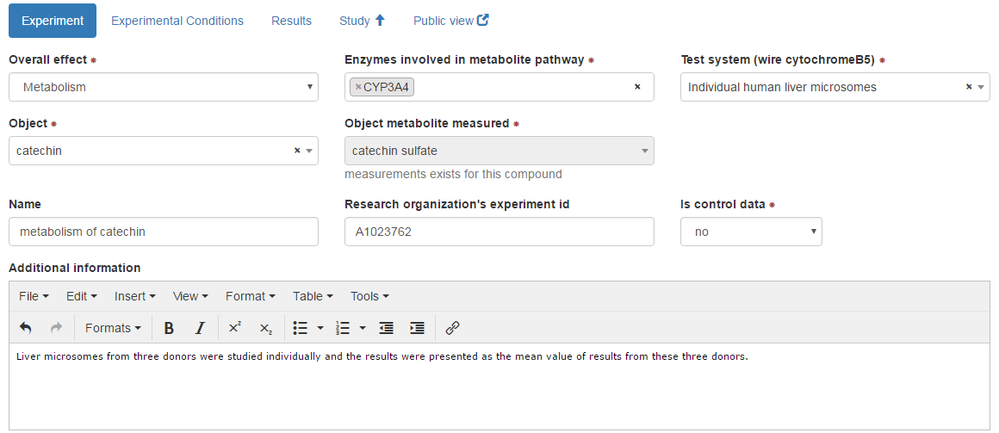 Experiment Experimental Conditions Results Study Public view
Overall effect * Enzymes involved in metabolite pathway * Test system (wire cytochromeB5) *
Metabolism ×CYP3A4 × Individual human liver microsomes ×
Object * Object metabolite measured *
catechin × catechin sulfate
measurements exists for this compound
Name Research organization's experiment id Is control data *
metabolism of catechin A1023762 no
Additional information
File Edit Insert View Format Table Tools
Formats B I x² x₂
Liver microsomes from three donors were studied individually and the results were presented as the mean value of results from these three donors.